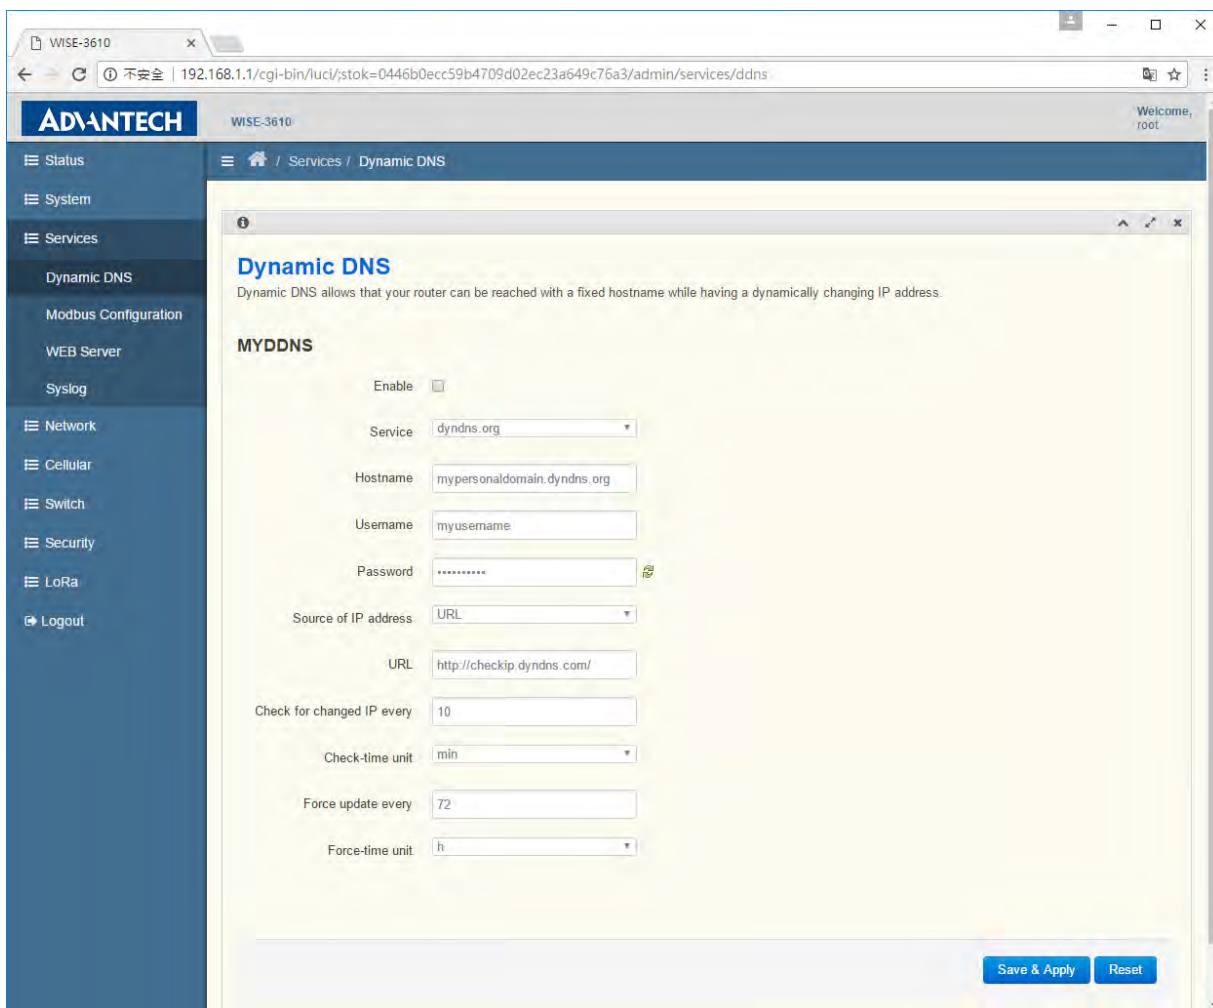 WISE-3610
不安全 | 192.168.1.1/cgi-bin/luci/;stok=0446b0ecc59b4709d02ec23a649c76a3/admin/services/ddns
ADVANTECH
WISE-3610
Welcome,
root
Status
/ Services / Dynamic DNS
System
Services
Dynamic DNS
Modbus Configuration
WEB Server
Syslog
Network
Cellular
Switch
Security
LoRa
Logout
Dynamic DNS
Dynamic DNS allows that your router can be reached with a fixed hostname while having a dynamically changing IP address.
MYDDNS
Enable
Service dyndns.org
Hostname mypersonaldomain.dyndns.org
Username myusername
Password ••••••••••
Source of IP address URL
URL http://checkip.dyndns.com/
Check for changed IP every 10
Check-time unit min
Force update every 72
Force-time unit h
Save & Apply Reset